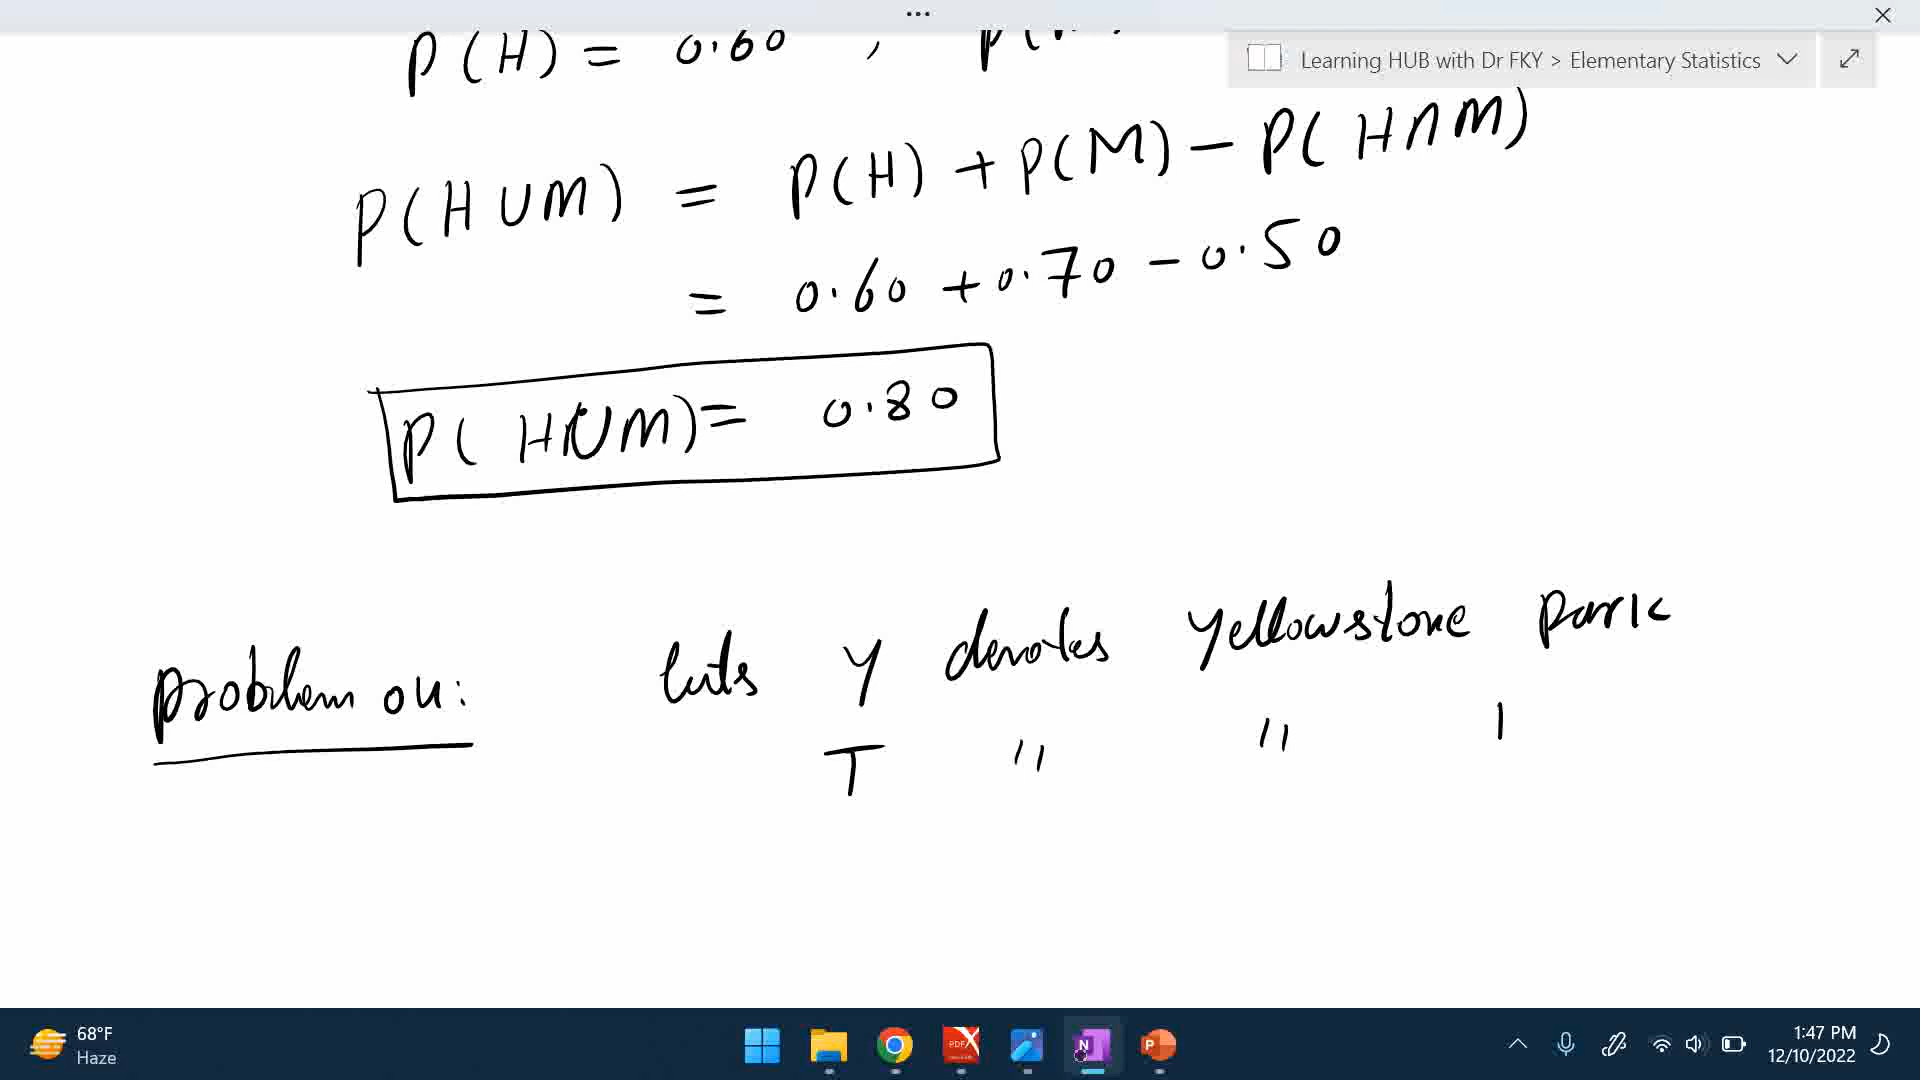 ...
P(H) = 0.60 ,
Learning HUB with Dr FKY > Elementary Statistics
P(H∪M) = P(H) + P(M) - P(H∩M)
= 0.60 + 0.70 - 0.50
P(H∪M) = 0.80
Problem 04: Lets Y denotes Yellowstone Park
T " "
68°F
Haze
PDF
N
P
1:47 PM
12/10/2022